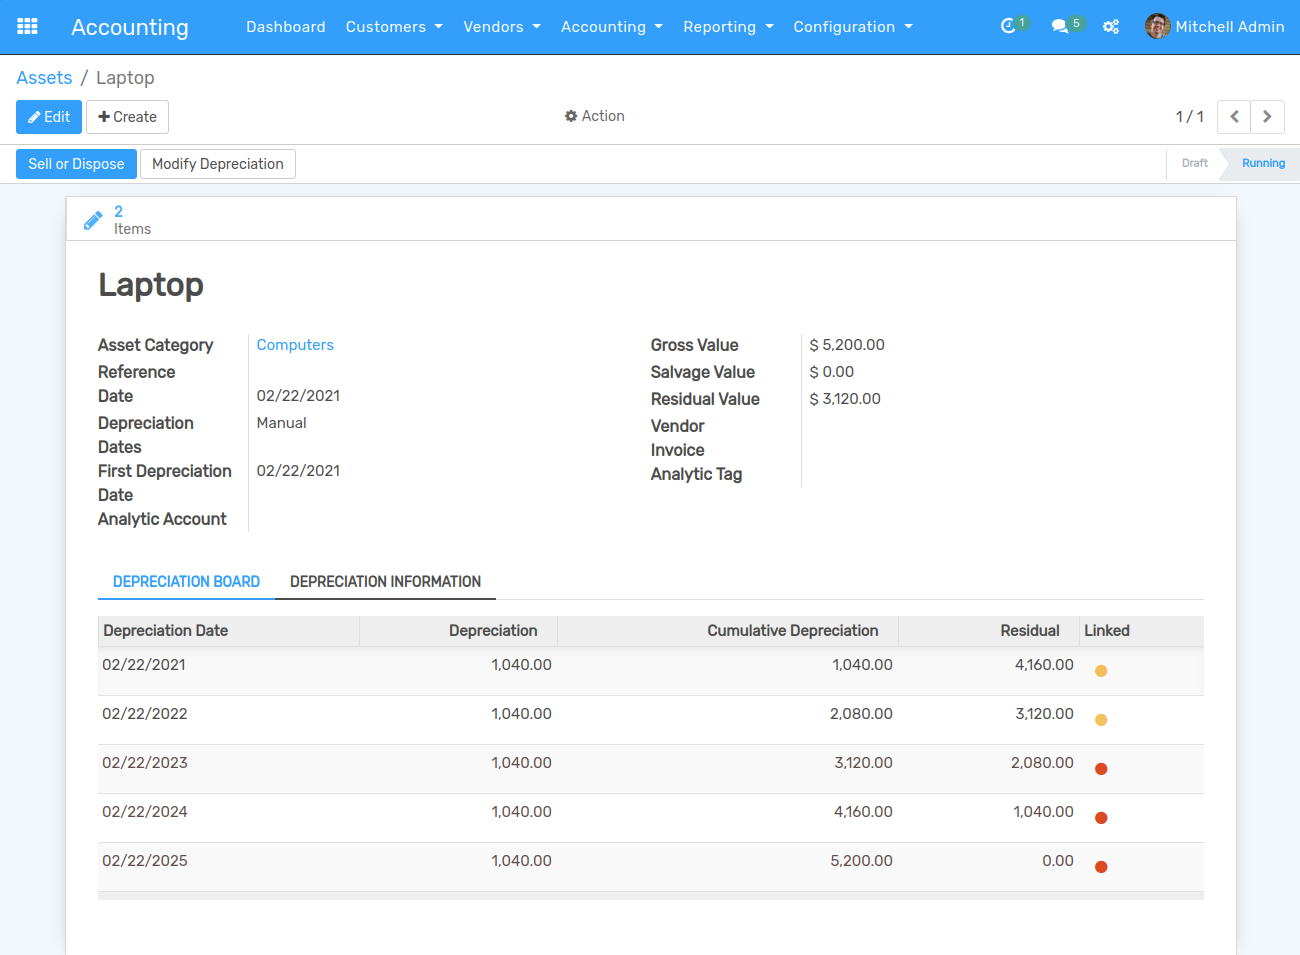 Accounting Dashboard Customers Vendors Accounting Reporting Configuration 1 5 Mitchell Admin
Assets / Laptop
Edit Create Action 1 / 1
Sell or Dispose Modify Depreciation Draft Running
2
Items
Laptop
Asset Category Computers
Reference
Date 02/22/2021
Depreciation Manual
Dates
First Depreciation 02/22/2021
Date
Analytic Account
Gross Value $ 5,200.00
Salvage Value $ 0.00
Residual Value $ 3,120.00
Vendor
Invoice
Analytic Tag
DEPRECIATION BOARD DEPRECIATION INFORMATION
Depreciation Date Depreciation Cumulative Depreciation Residual Linked
02/22/2021 1,040.00 1,040.00 4,160.00
02/22/2022 1,040.00 2,080.00 3,120.00
02/22/2023 1,040.00 3,120.00 2,080.00
02/22/2024 1,040.00 4,160.00 1,040.00
02/22/2025 1,040.00 5,200.00 0.00